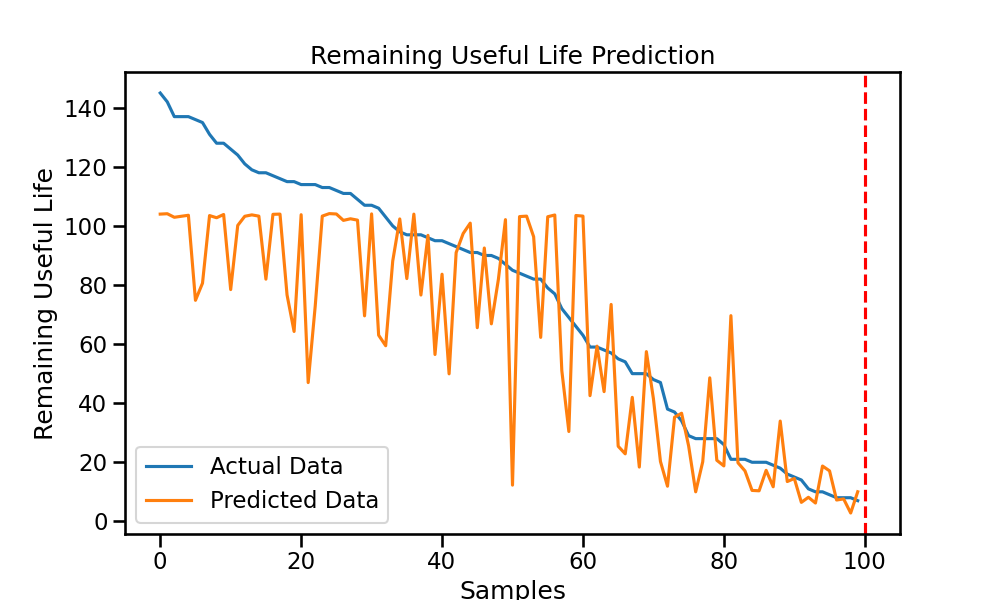 Remaining Useful Life Prediction
Remaining Useful Life
140
120
100
80
60
40
20
0
Actual Data
Predicted Data
0 20 40 60 80 100
Samples